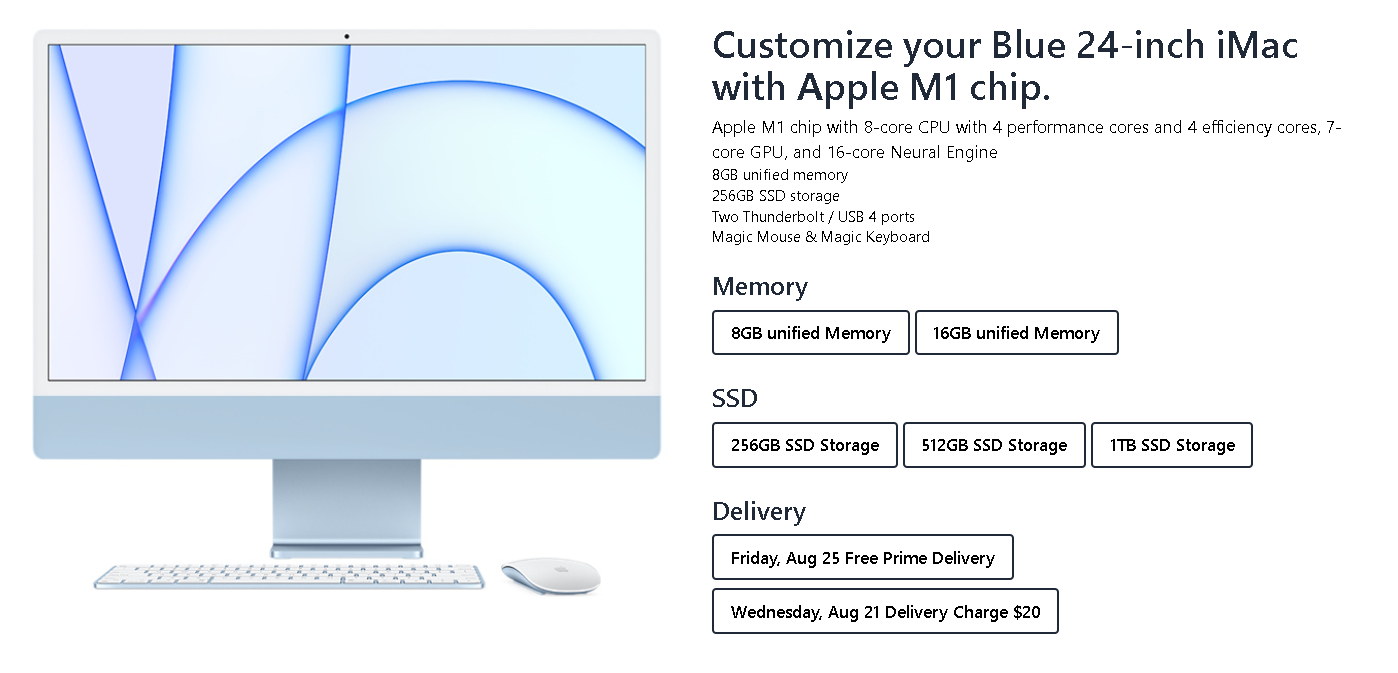 Customize your Blue 24-inch iMac
with Apple M1 chip.
Apple M1 chip with 8-core CPU with 4 performance cores and 4 efficiency cores, 7-
core GPU, and 16-core Neural Engine
8GB unified memory
256GB SSD storage
Two Thunderbolt / USB 4 ports
Magic Mouse & Magic Keyboard
Memory
8GB unified Memory 16GB unified Memory
SSD
256GB SSD Storage 512GB SSD Storage 1TB SSD Storage
Delivery
Friday, Aug 25 Free Prime Delivery
Wednesday, Aug 21 Delivery Charge $20